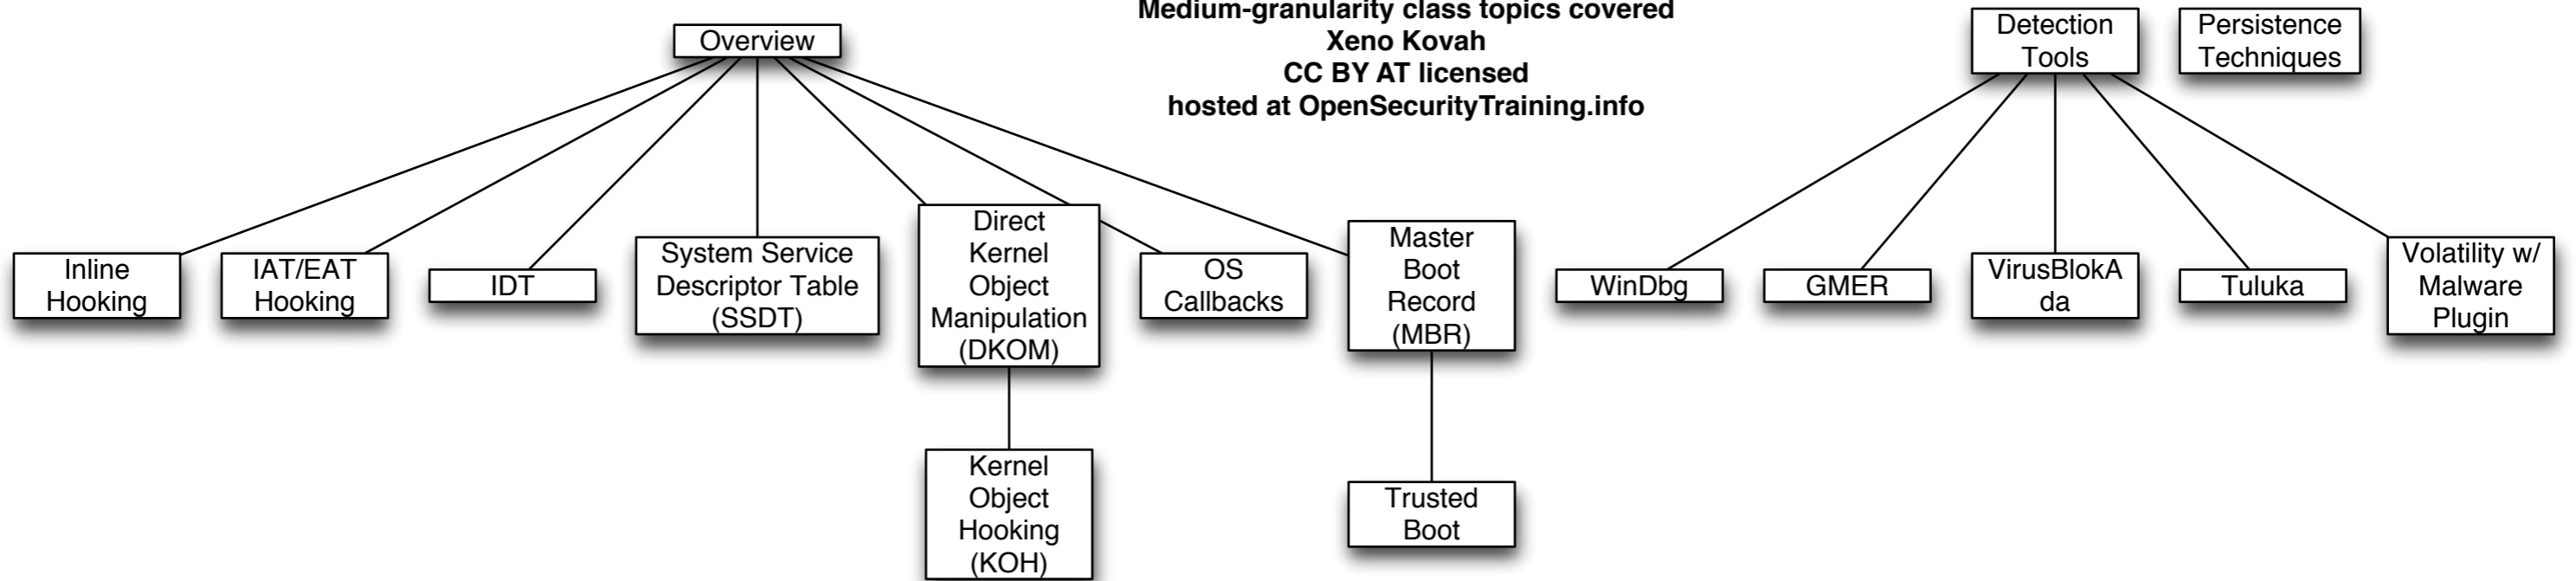 Medium-granularity class topics covered
Xeno Kovah
CC BY AT licensed
hosted at OpenSecurityTraining.info
Overview
Inline
Hooking
IAT/EAT
Hooking
IDT
System Service
Descriptor Table
(SSDT)
Direct
Kernel
Object
Manipulation
(DKOM)
OS
Callbacks
Master
Boot
Record
(MBR)
Kernel
Object
Hooking
(KOH)
Trusted
Boot
Detection
Tools
Persistence
Techniques
WinDbg
GMER
VirusBlokA
da
Tuluka
Volatility w/
Malware
Plugin